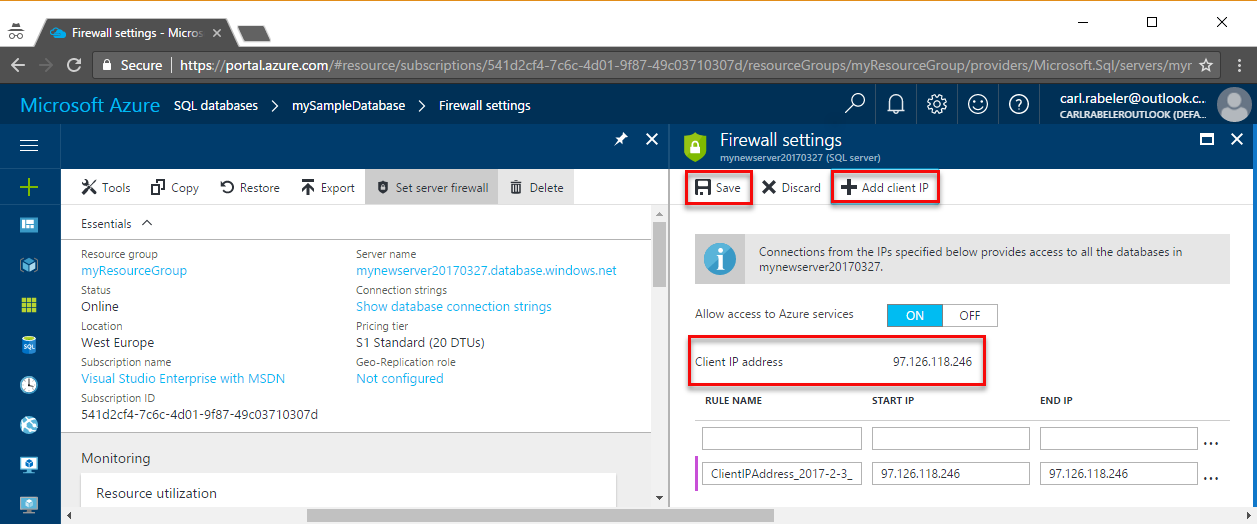 Firewall settings - Micros
Secure https://portal.azure.com/#resource/subscriptions/541d2cf4-7c6c-4d01-9f87-49c03710307d/resourceGroups/myResourceGroup/providers/Microsoft.Sql/servers/myr
Microsoft Azure SQL databases > mySampleDatabase > Firewall settings
carl.rabeler@outlook.c...
CARLRABELEROUTLOOK (DEFA...
Tools Copy Restore Export Set server firewall Delete
Essentials
Resource group
myResourceGroup
Status
Online
Location
West Europe
Subscription name
Visual Studio Enterprise with MSDN
Subscription ID
541d2cf4-7c6c-4d01-9f87-49c03710307d
Server name
mynewserver20170327.database.windows.net
Connection strings
Show database connection strings
Pricing tier
S1 Standard (20 DTUs)
Geo-Replication role
Not configured
Monitoring
Resource utilization
SQL
Firewall settings
mynewserver20170327 (SQL server)
Save Discard Add client IP
Connections from the IPs specified below provides access to all the databases in
mynewserver20170327.
Allow access to Azure services ON OFF
Client IP address 97.126.118.246
RULE NAME START IP END IP
...
ClientIPAddress_2017-2-3_ 97.126.118.246 97.126.118.246 ...